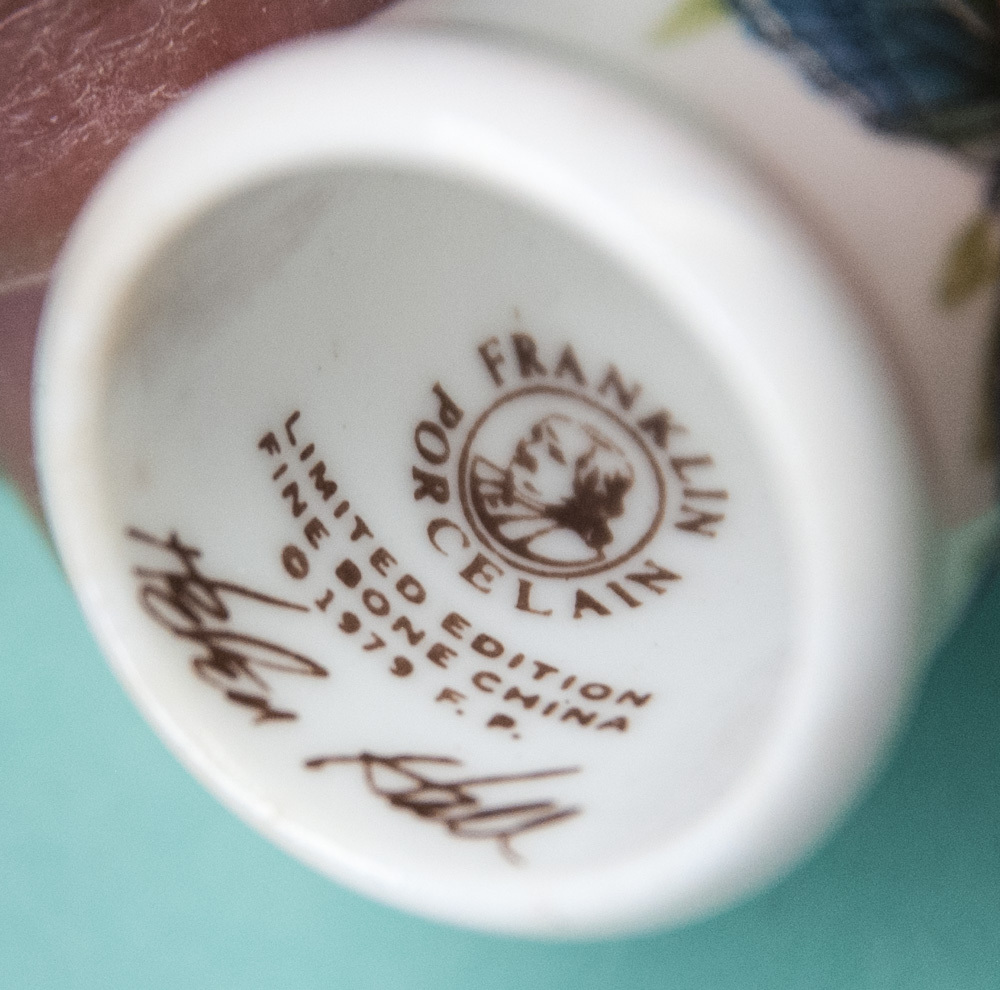 FRANKLIN PORCELAIN
LIMITED EDITION
FINE BONE CHINA
© 1979 F. P.